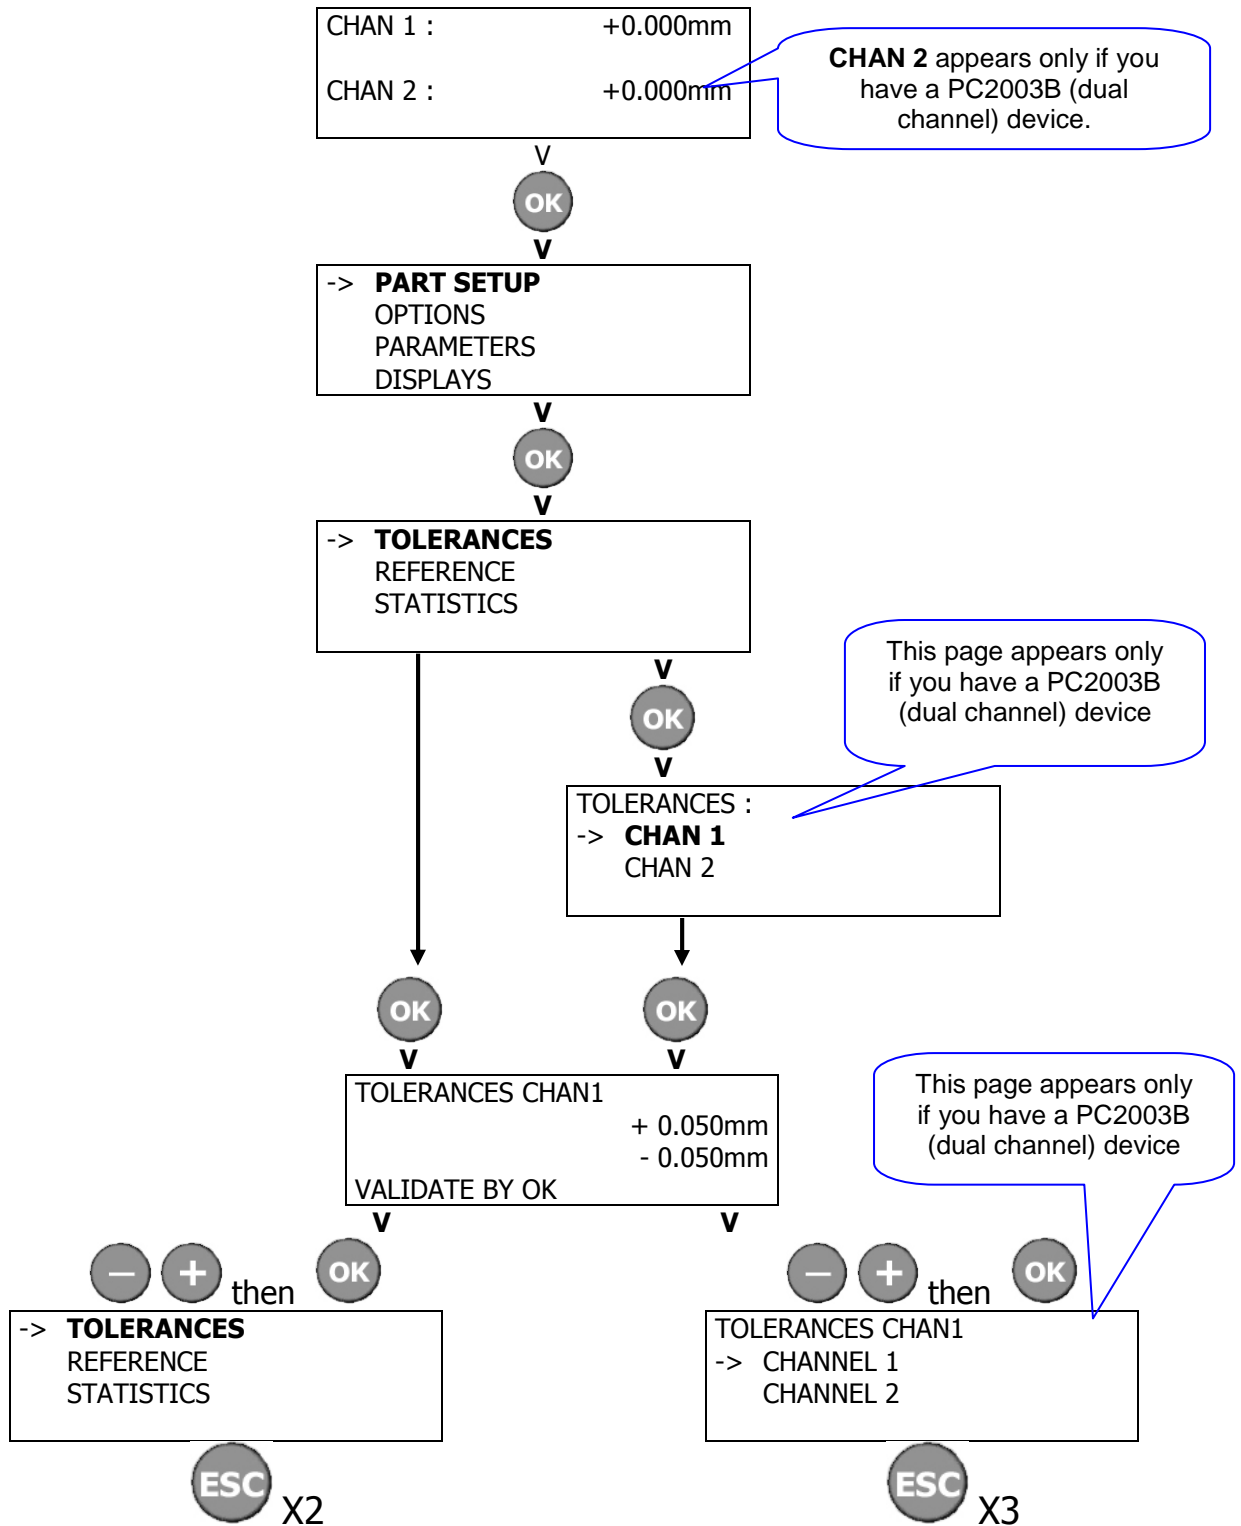 CHAN 1 : +0.000mm
CHAN 2 : +0.000mm
CHAN 2 appears only if you
have a PC2003B (dual
channel) device.
V
OK
V
-> PART SETUP
OPTIONS
PARAMETERS
DISPLAYS
V
OK
V
-> TOLERANCES
REFERENCE
STATISTICS
This page appears only
if you have a PC2003B
(dual channel) device
V
OK
V
TOLERANCES :
-> CHAN 1
CHAN 2
OK OK
V V
TOLERANCES CHAN1
+ 0.050mm
- 0.050mm
VALIDATE BY OK
This page appears only
if you have a PC2003B
(dual channel) device
V V
− + then OK
-> TOLERANCES
REFERENCE
STATISTICS
ESC X2
− + then OK
TOLERANCES CHAN1
-> CHANNEL 1
CHANNEL 2
ESC X3